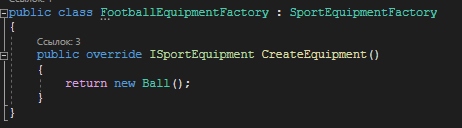 public class FootballEquipmentFactory : SportEquipmentFactory
{
Ссылок: 3
public override ISportEquipment CreateEquipment()
{
return new Ball();
}
}